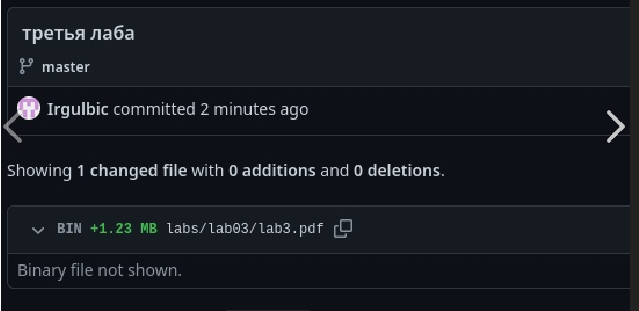 третья лаба
master
Irgulbic committed 2 minutes ago
Showing 1 changed file with 0 additions and 0 deletions.
BIN +1.23 MB labs/lab03/lab3.pdf
Binary file not shown.